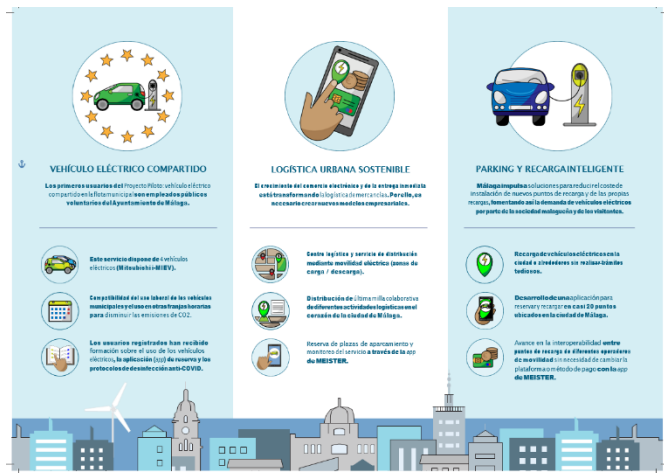 VEHÍCULO ELÉCTRICO COMPARTIDO
Los primeros usuarios del Proyecto Piloto: vehículo eléctrico
compartido en la flota municipal son empleados públicos
voluntarios del Ayuntamiento de Málaga.
Este servicio dispone de 4 vehículos
eléctricos (Mitsubishi i-MIEV).
Compatibilidad del uso laboral de los vehículos
municipales y el uso en otras franjas horarias
para disminuir las emisiones de CO2.
Los usuarios registrados han recibido
formación sobre el uso de los vehículos
eléctricos, la aplicación (app) de reserva y los
protocolos de desinfección anti-COVID.
LOGÍSTICA URBANA SOSTENIBLE
El crecimiento del comercio electrónico y de la entrega inmediata
está transformando la logística de mercancías. Por ello, es
necesario crear nuevos modelos empresariales.
Centro logístico y servicio de distribución
mediante movilidad eléctrica (zonas de
carga / descarga).
Distribución de última milla colaborativa
de diferentes actividades logísticas en el
corazón de la ciudad de Málaga.
Reserva de plazas de aparcamiento y
monitoreo del servicio a través de la app
de MEISTER.
PARKING Y RECARGA INTELIGENTE
Málaga impulsa soluciones para reducir el coste de
instalación de nuevos puntos de recarga y de las propias
recargas, fomentando así la demanda de vehículos eléctricos
por parte de la sociedad malagueña y de los visitantes.
Recarga de vehículos eléctricos en la
ciudad o alrededores sin realizar trámites
tediosos.
Desarrollo de una aplicación para
reservar y recargar en casi 20 puntos
ubicados en la ciudad de Málaga.
Avance en la interoperabilidad entre
puntos de recarga de diferentes operadores
de movilidad sin necesidad de cambiar la
plataforma o método de pago con la app
de MEISTER.